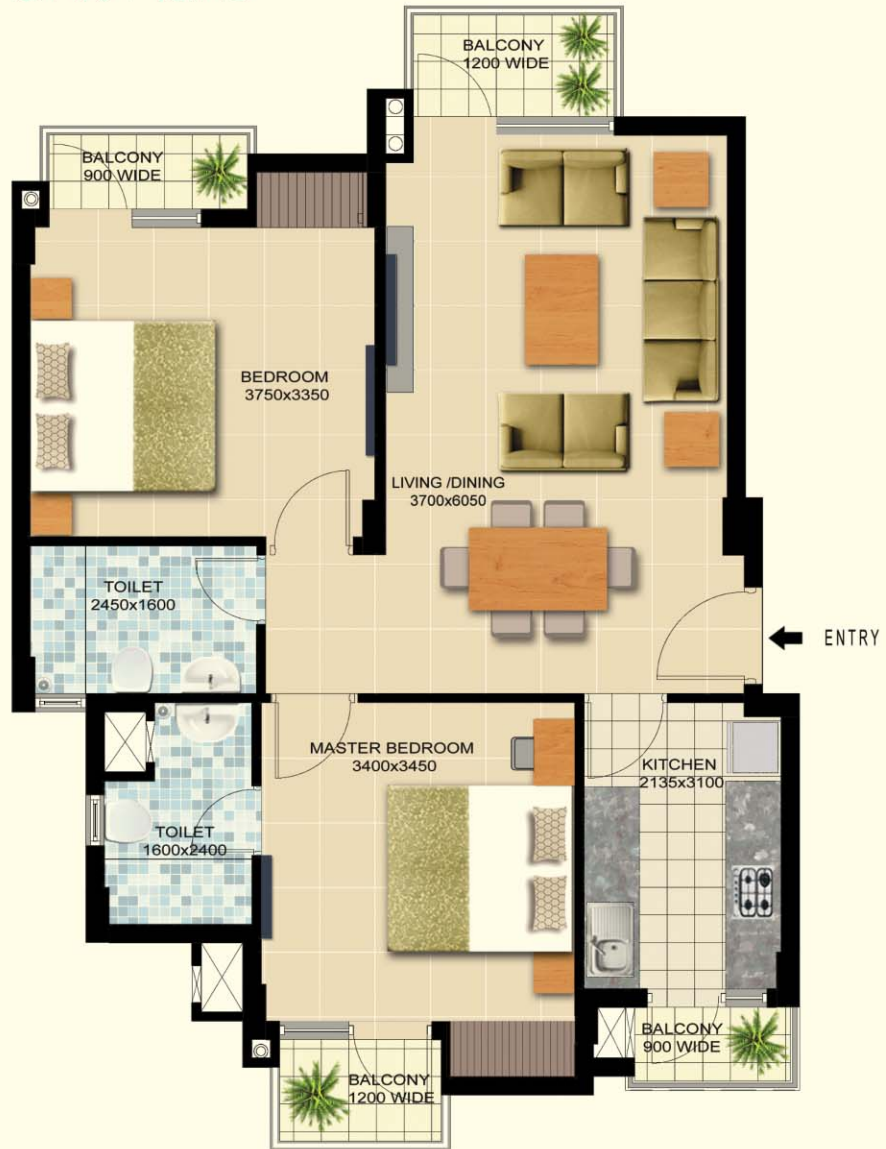 BALCONY
1200 WIDE
BALCONY
900 WIDE
BEDROOM
3750x3350
LIVING /DINING
3700x6050
TOILET
2450x1600
ENTRY
MASTER BEDROOM
3400x3450
KITCHEN
2135x3100
TOILET
1600x2400
BALCONY
900 WIDE
BALCONY
1200 WIDE